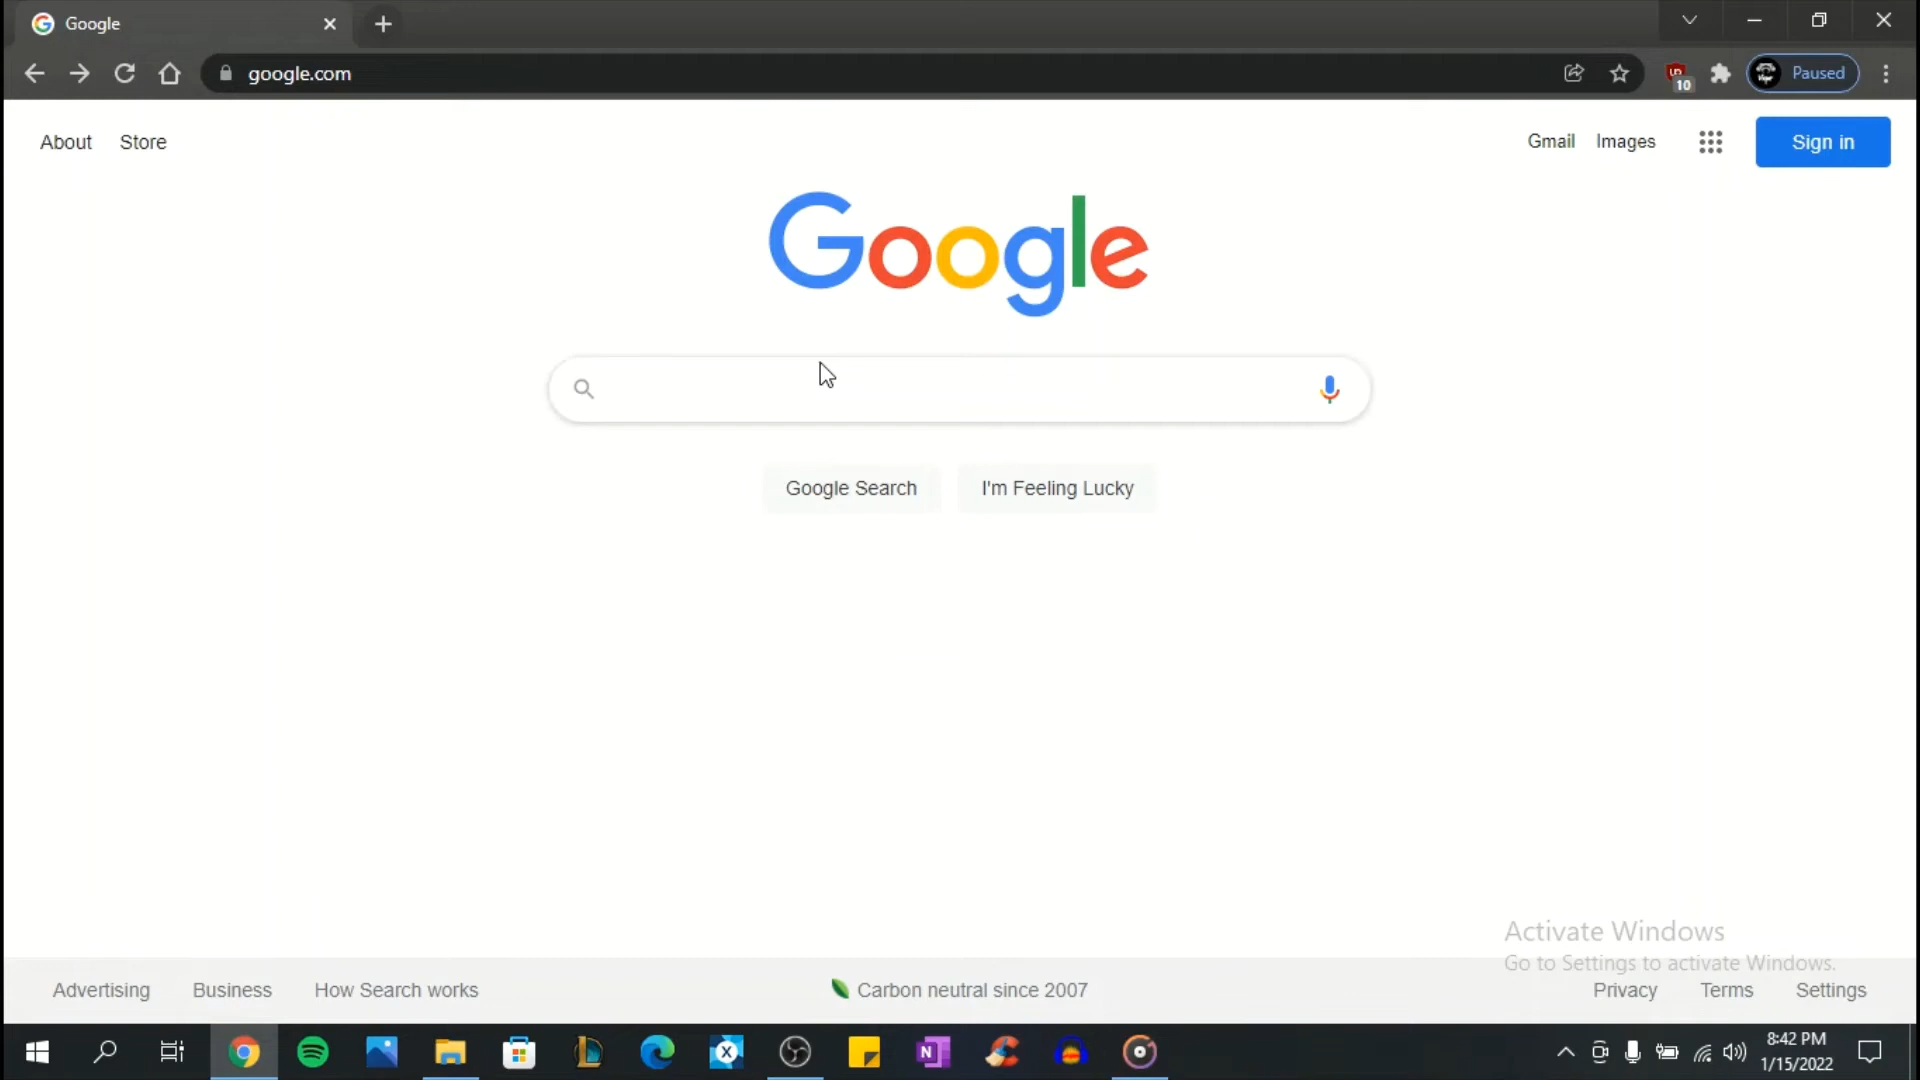 Google
google.com
10
Paused
About Store
Gmail Images
Sign in
Google
Google Search I'm Feeling Lucky
Activate Windows
Go to Settings to activate Windows.
Advertising Business How Search works
Carbon neutral since 2007
Privacy Terms Settings
8:42 PM
1/15/2022